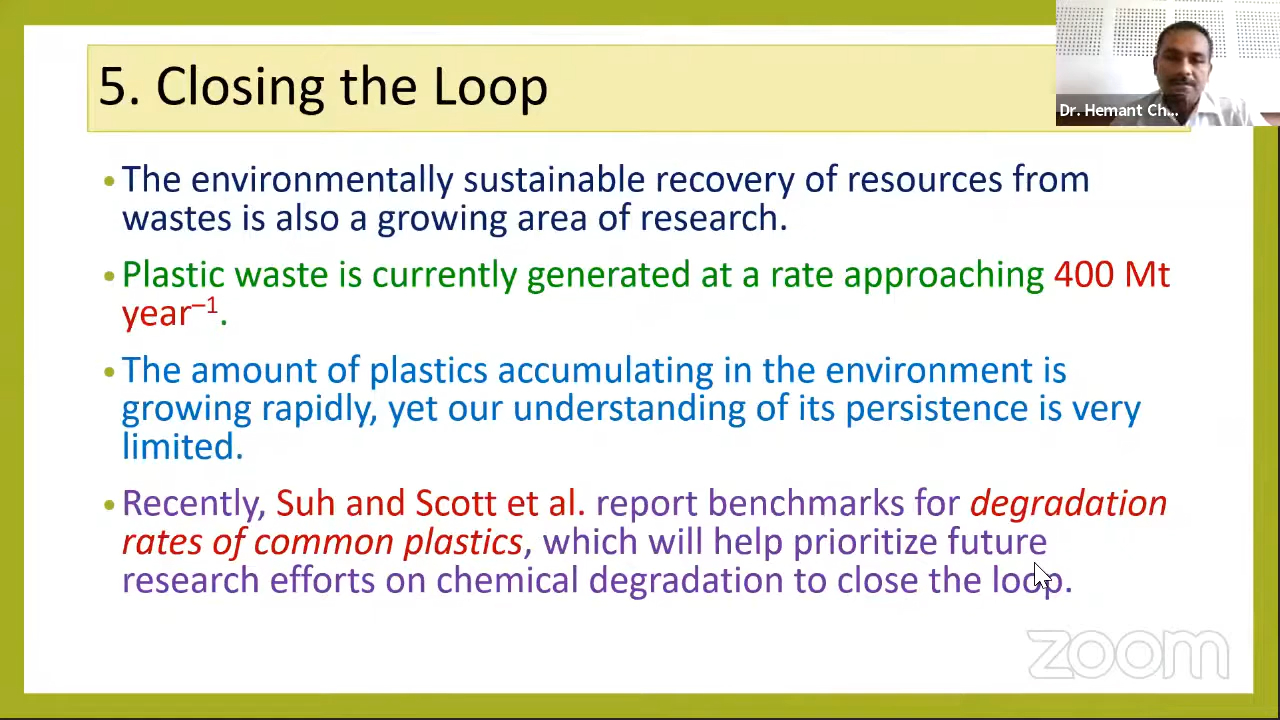 5. Closing the Loop
Dr. Hemant Ch...
•The environmentally sustainable recovery of resources from
wastes is also a growing area of research.
•Plastic waste is currently generated at a rate approaching 400 Mt
year⁻¹.
•The amount of plastics accumulating in the environment is
growing rapidly, yet our understanding of its persistence is very
limited.
•Recently, Suh and Scott et al. report benchmarks for degradation
rates of common plastics, which will help prioritize future
research efforts on chemical degradation to close the loop.
zoom